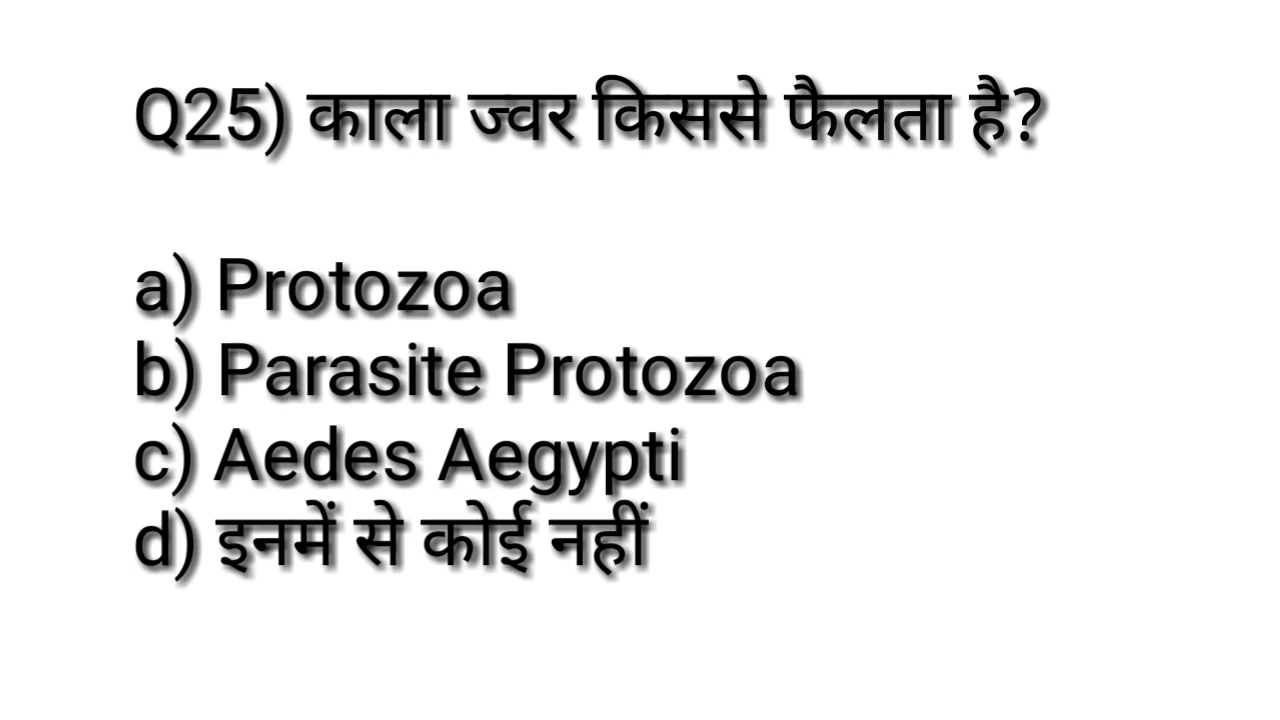 Q25) काला ज्वर किससे फैलता है?
a) Protozoa
b) Parasite Protozoa
c) Aedes Aegypti
d) इनमें से कोई नहीं